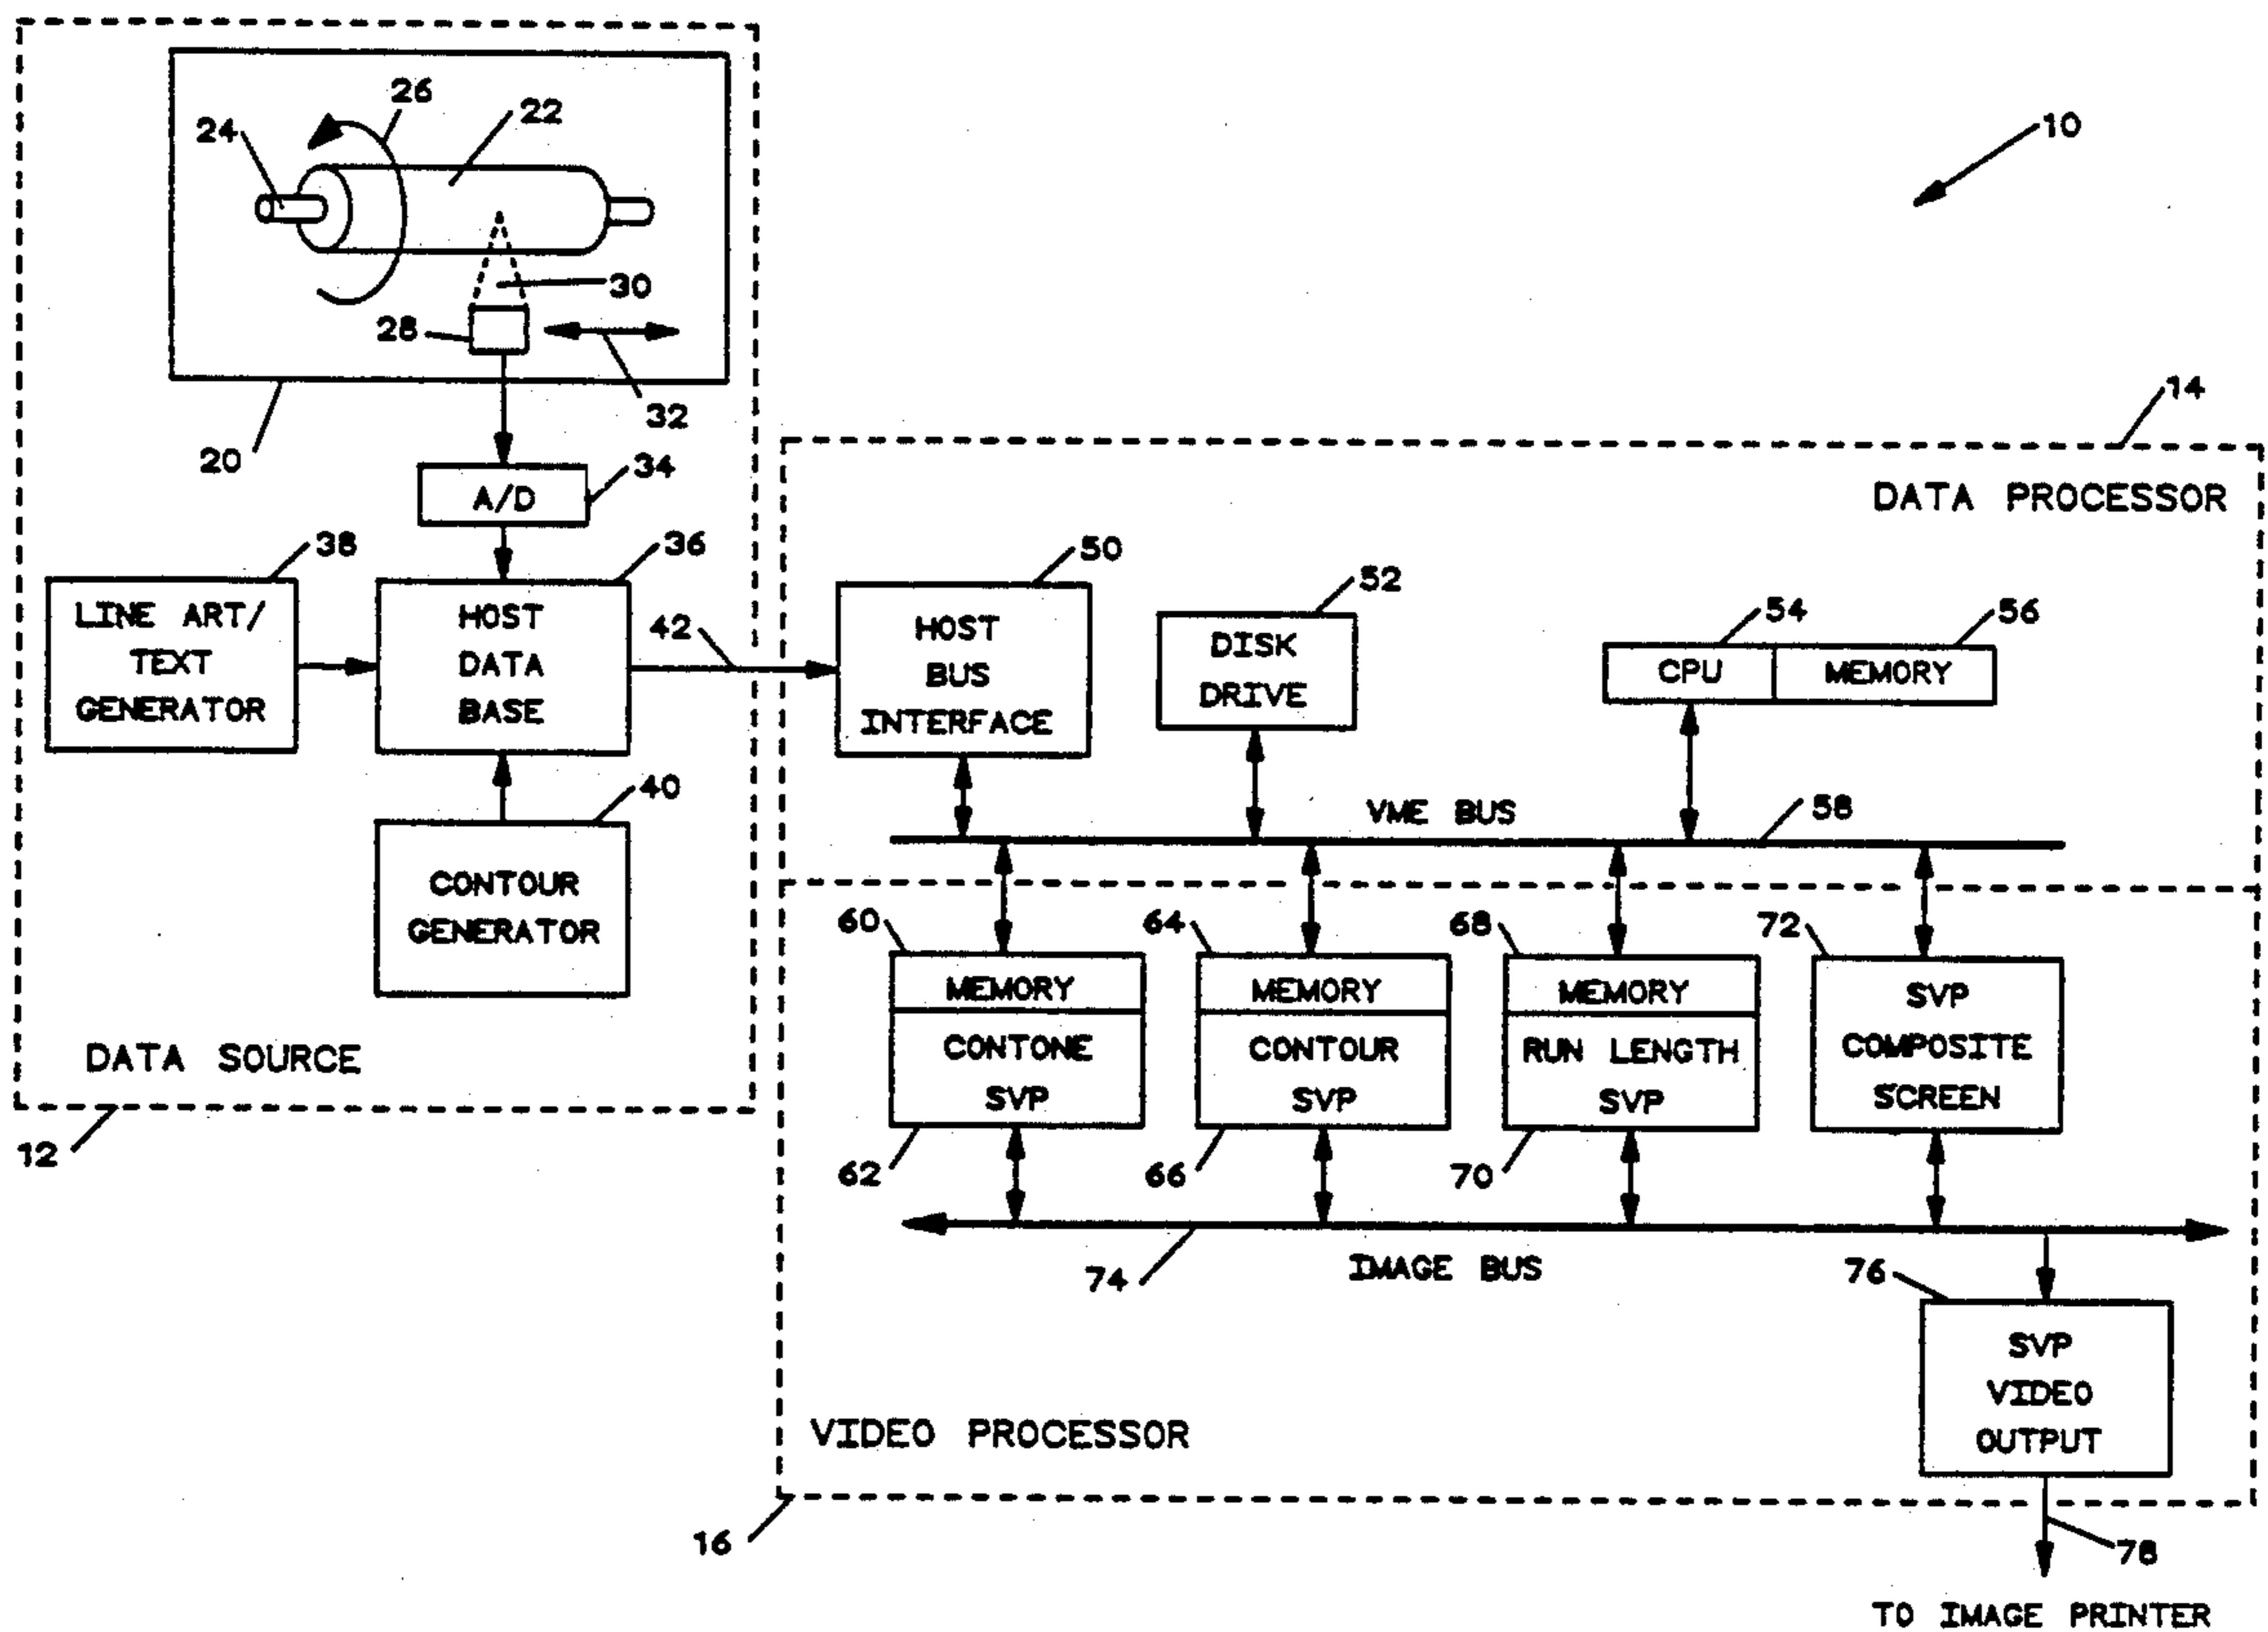 26
22
24
10
30
28
32
14
20
34
A/D
DATA PROCESSOR
38
36
50
52
LINE ART/
TEXT
GENERATOR
HOST
DATA
BASE
42
HOST
BUS
INTERFACE
DISK
DRIVE
54
56
CPU
MEMORY
40
VME BUS
58
CONTOUR
GENERATOR
60
64
68
72
MEMORY
CONTONE
SVP
MEMORY
CONTOUR
SVP
MEMORY
RUN LENGTH
SVP
SVP
COMPOSITE
SCREEN
DATA SOURCE
12
62
66
70
74
IMAGE BUS
76
SVP
VIDEO
OUTPUT
VIDEO PROCESSOR
16
78
TO IMAGE PRINTER